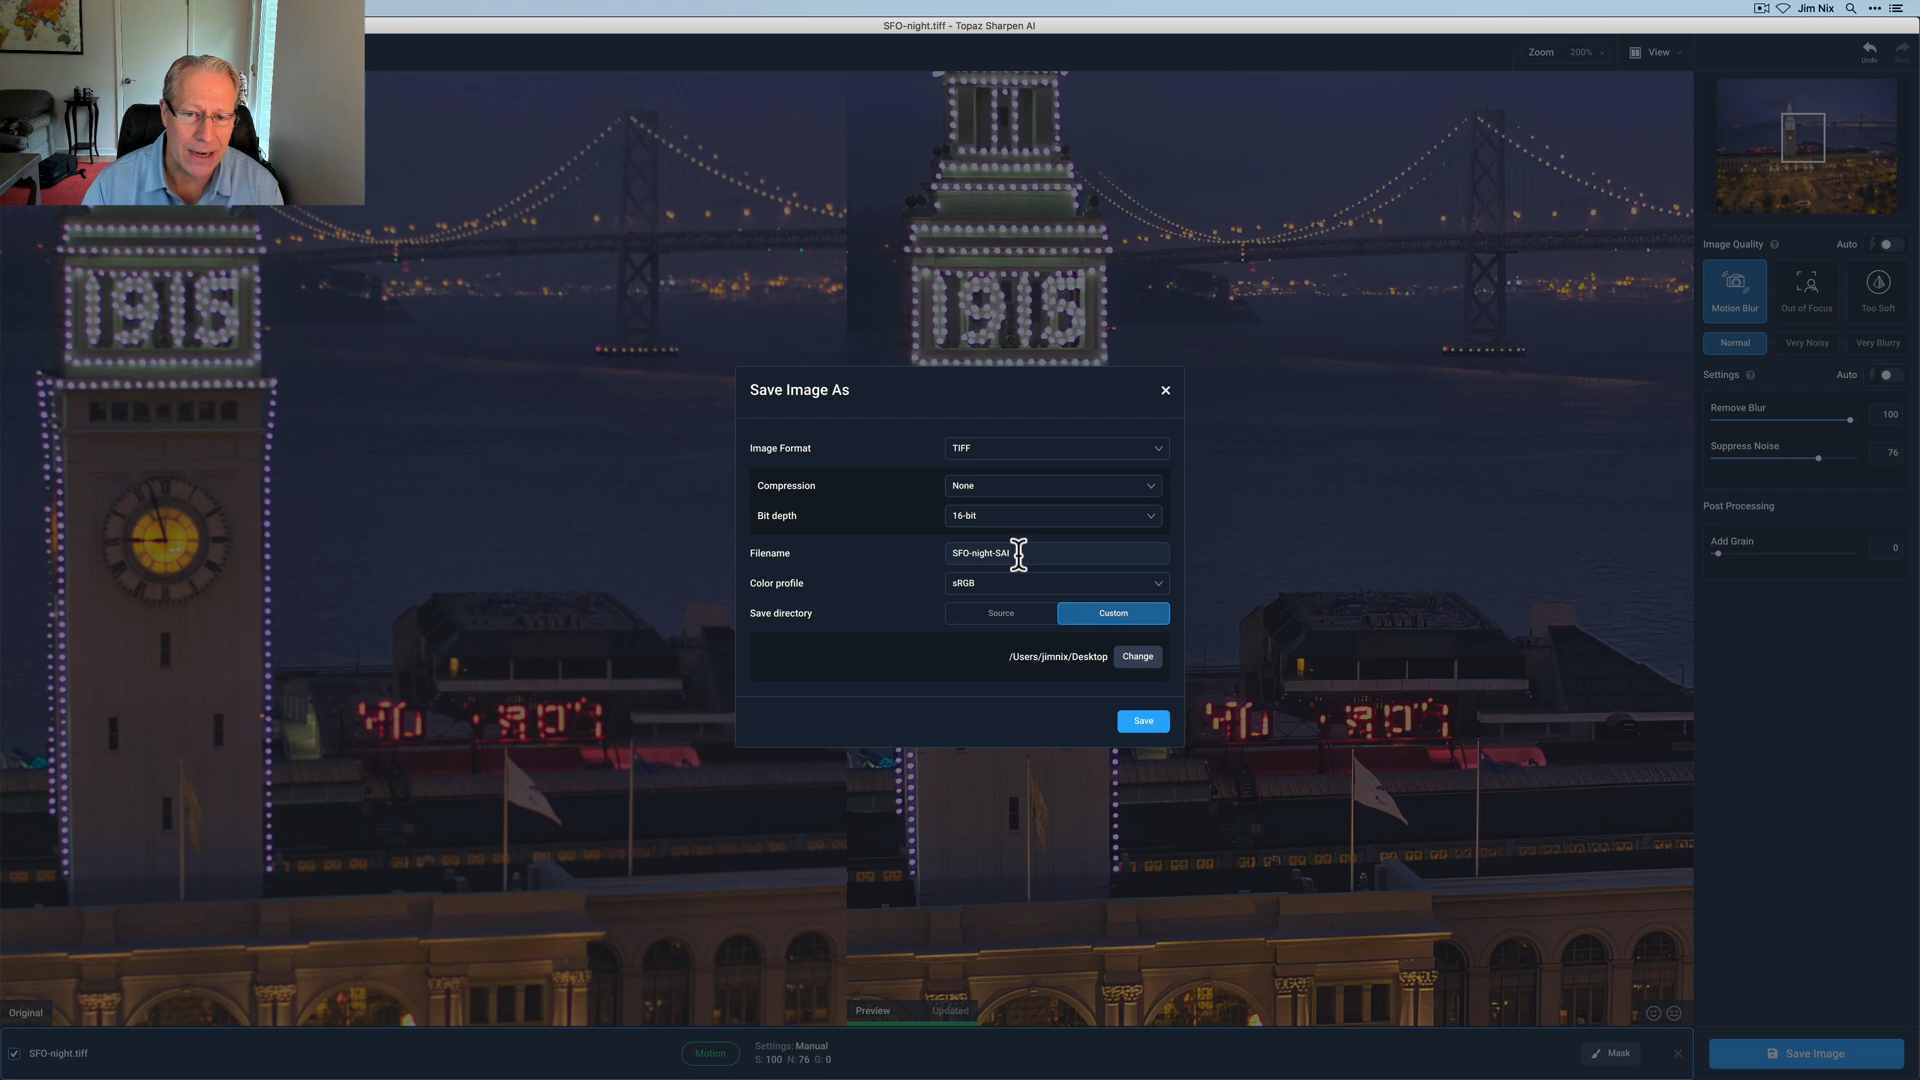 Jim Nix
SFO-night.tiff - Topaz Sharpen AI
Zoom 200% View
Undo
Redo
1915 1915
Image Quality Auto
Motion Blur Out of Focus Too Soft
Normal Very Noisy Very Blurry
Settings Auto
Remove Blur 100
Suppress Noise 76
Post Processing
Add Grain 0
Save Image As
Image Format TIFF
Compression None
Bit depth 16-bit
Filename SFO-night-SAI
Color profile sRGB
Save directory Source Custom
/Users/jimnix/Desktop Change
Save
Original
Preview Updated
SFO-night.tiff
Motion
Settings: Manual
S: 100 N: 76 G: 0
Mask
Save Image